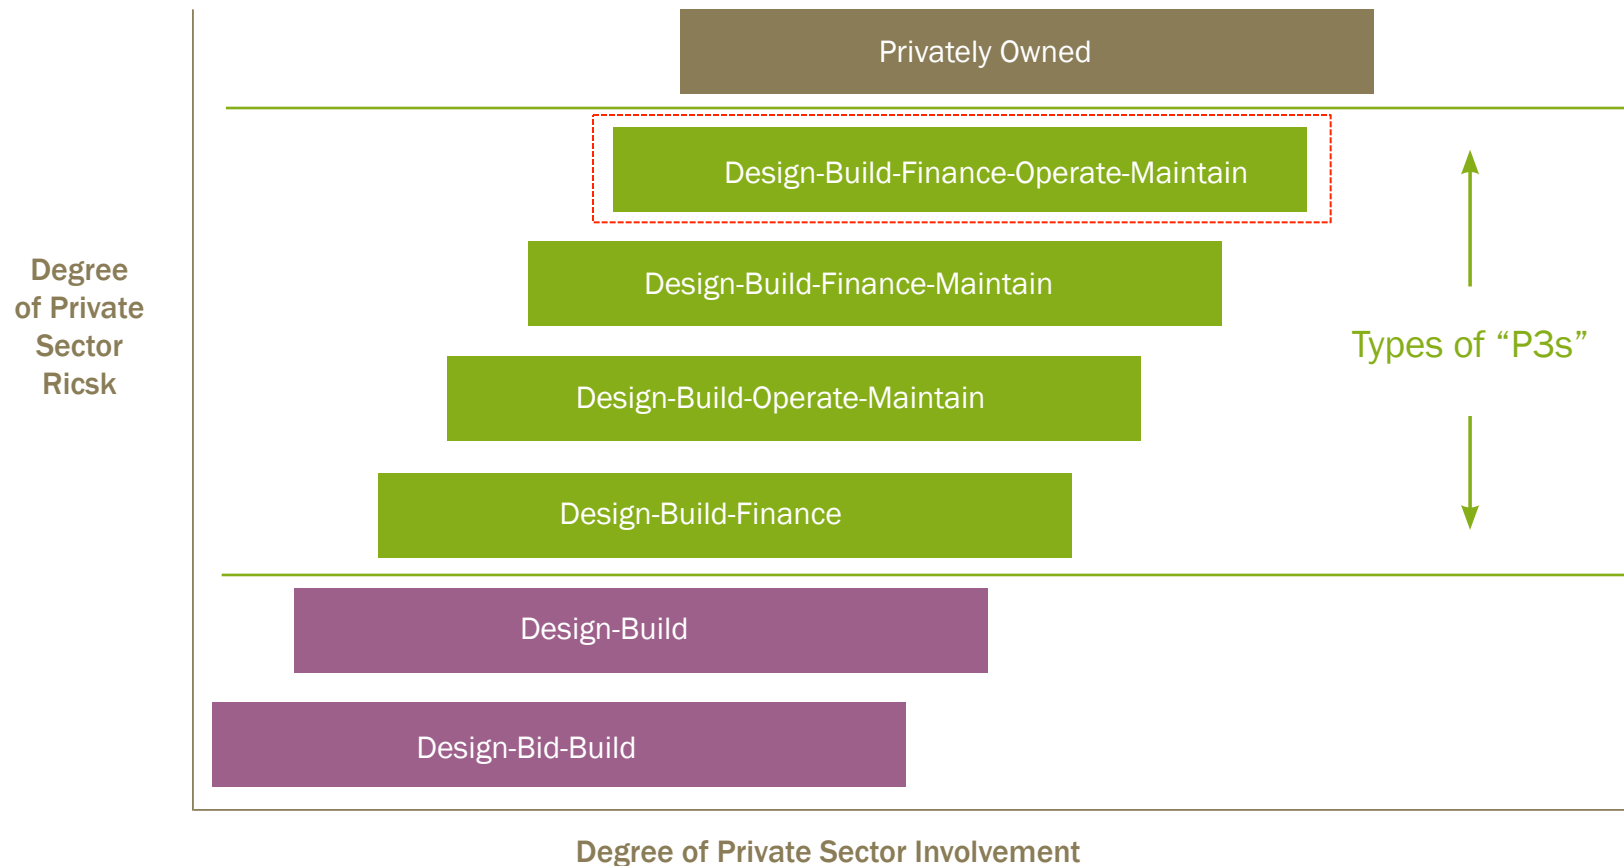 Privately Owned
Design-Build-Finance-Operate-Maintain
Design-Build-Finance-Maintain
Degree
of Private
Sector
Ricsk
Types of “P3s”
Design-Build-Operate-Maintain
Design-Build-Finance
Design-Build
Design-Bid-Build
Degree of Private Sector Involvement